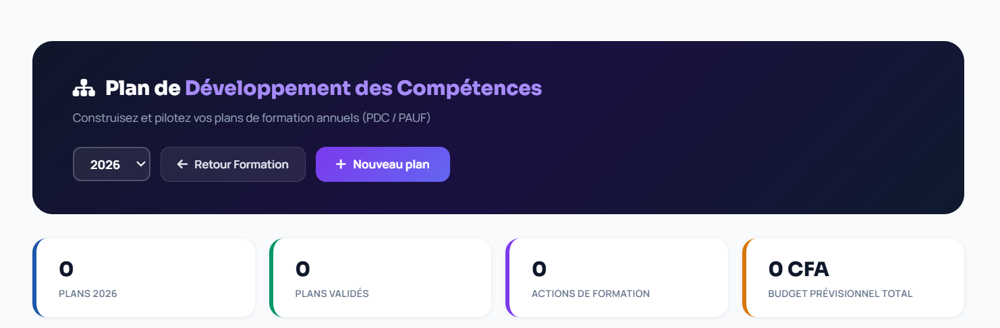 Plan de Développement des Compétences
Construisez et pilotez vos plans de formation annuels (PDC / PAUF)
2026 Retour Formation Nouveau plan
0 0 0 0 CFA
PLANS 2026 PLANS VALIDÉS ACTIONS DE FORMATION BUDGET PRÉVISIONNEL TOTAL